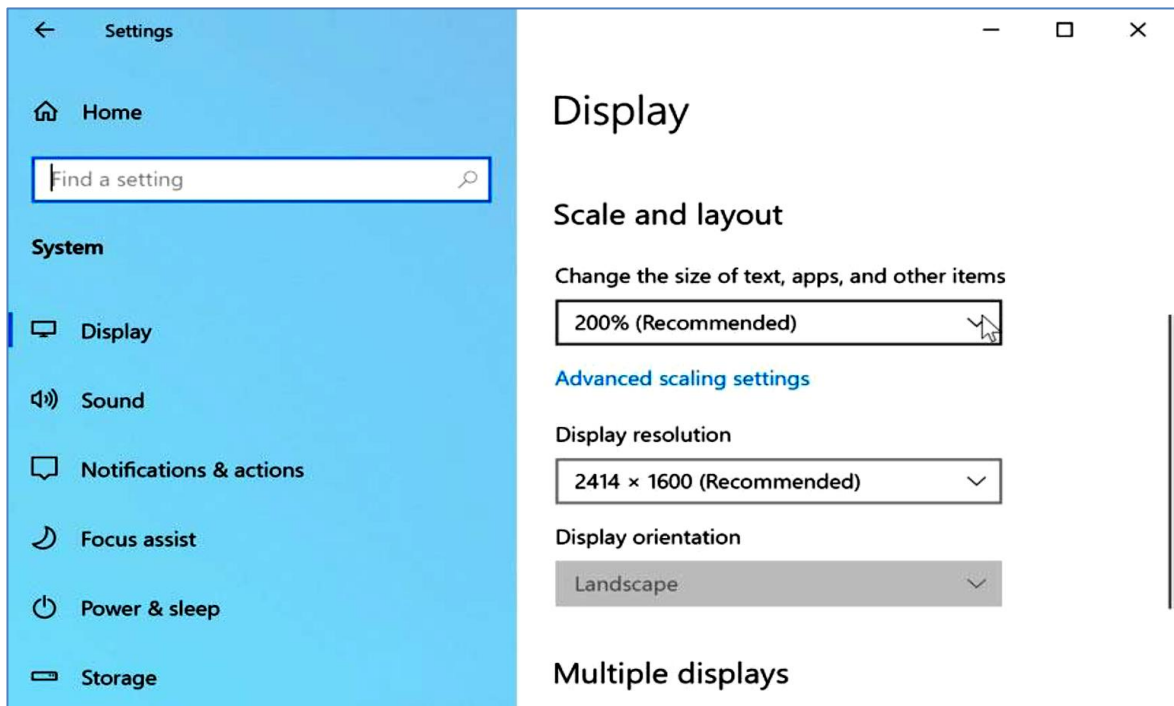 Settings
Home
Find a setting
System
Display
Sound
Notifications & actions
Focus assist
Power & sleep
Storage
Display
Scale and layout
Change the size of text, apps, and other items
200% (Recommended)
Advanced scaling settings
Display resolution
2414 × 1600 (Recommended)
Display orientation
Landscape
Multiple displays